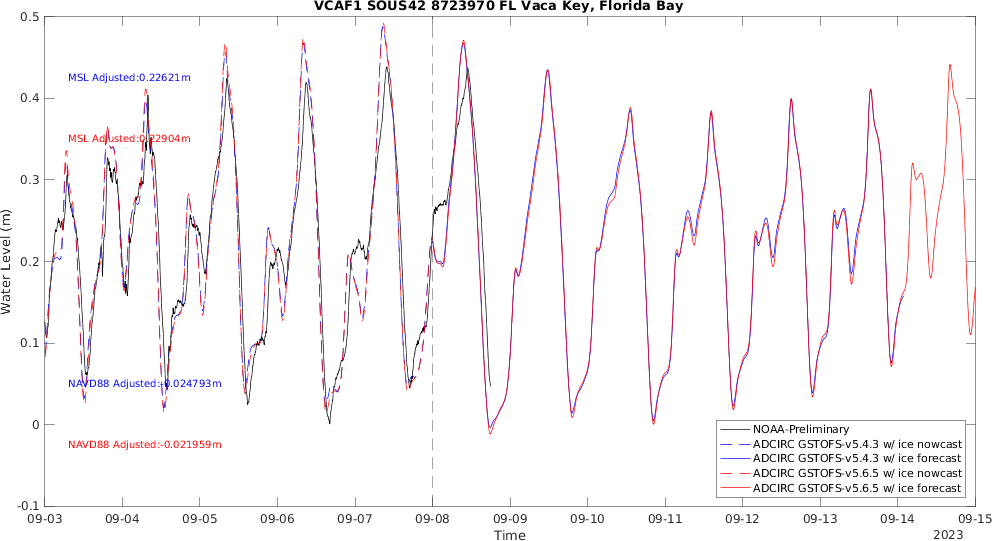 VCAF1 SOUS42 8723970 FL Vaca Key, Florida Bay
0.5
0.4
0.3
0.2
0.1
0
-0.1
Water Level (m)
MSL Adjusted:0.22621m
MSL Adjusted:0.22904m
NAVD88 Adjusted:-0.024793m
NAVD88 Adjusted:-0.021959m
NOAA-Preliminary
ADCIRC GSTOFS-v5.4.3 w/ ice nowcast
ADCIRC GSTOFS-v5.4.3 w/ ice forecast
ADCIRC GSTOFS-v5.6.5 w/ ice nowcast
ADCIRC GSTOFS-v5.6.5 w/ ice forecast
09-03 09-04 09-05 09-06 09-07 09-08 09-09 09-10 09-11 09-12 09-13 09-14 09-15
Time
2023